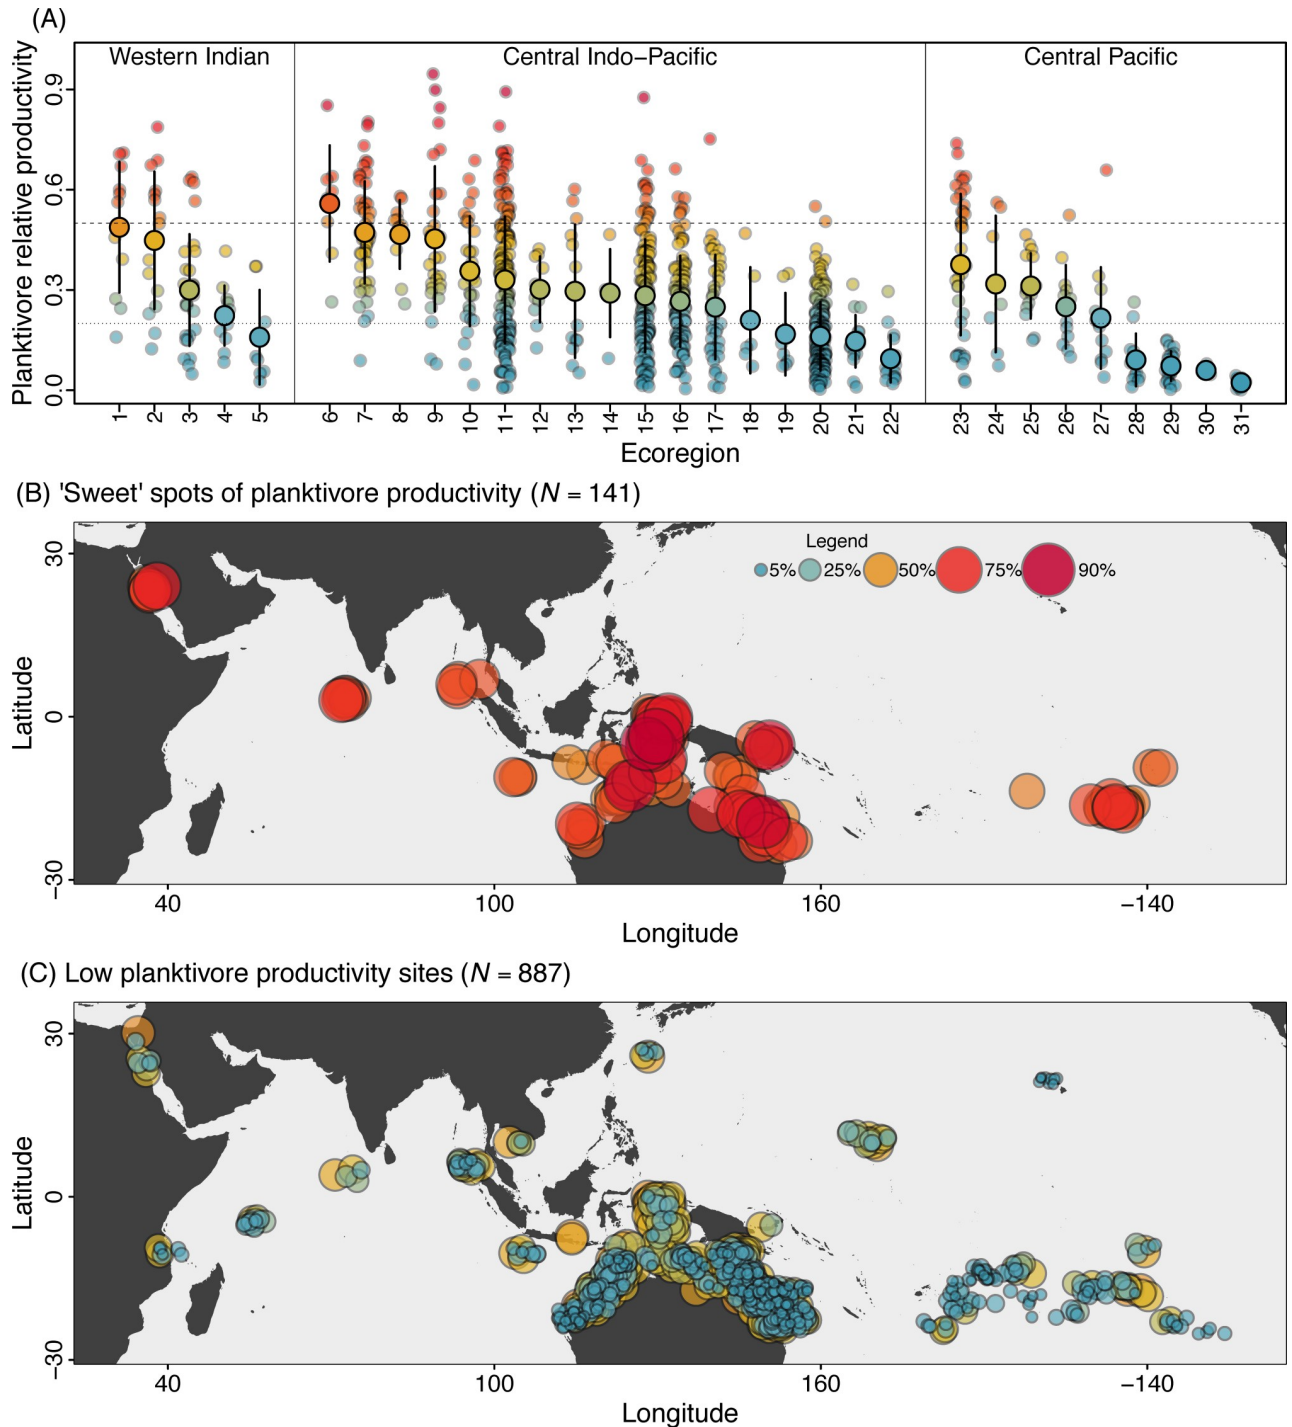 (A)
Western Indian
Central Indo−Pacific
Central Pacific
Planktivore relative productivity
0.9
0.6
0.3
0.0
1 2 3 4 5 6 7 8 9 10 11 12 13 14 15 16 17 18 19 20 21 22 23 24 25 26 27 28 29 30 31
Ecoregion
(B) 'Sweet' spots of planktivore productivity (N = 141)
Legend
5% 25% 50% 75% 90%
Latitude
30
0
−30
40 100 160 −140
Longitude
(C) Low planktivore productivity sites (N = 887)
Latitude
30
0
−30
40 100 160 −140
Longitude